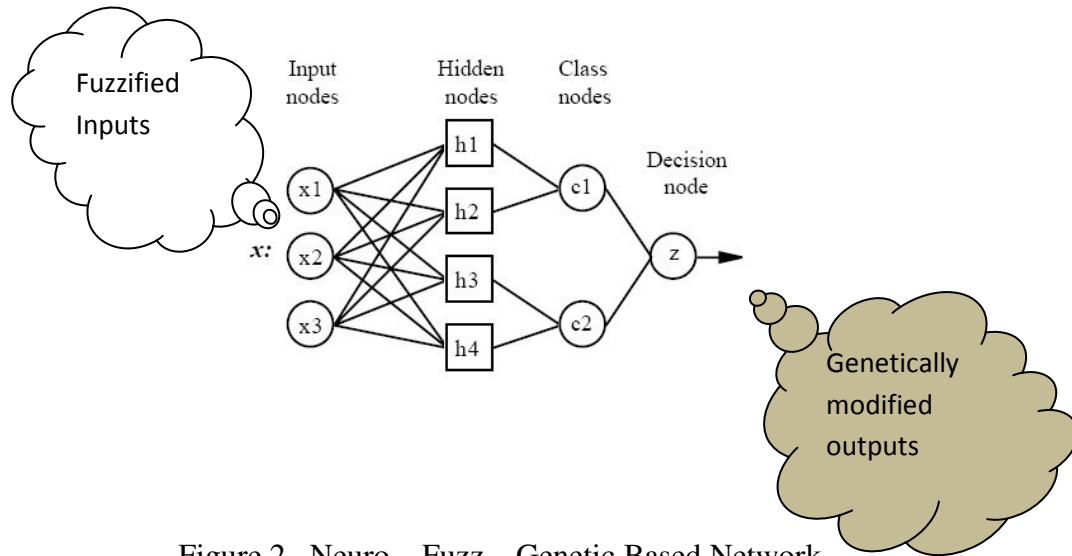 Fuzzified
Inputs
Input
nodes
Hidden
nodes
Class
nodes
Decision
node
x:
x1
x2
x3
h1
h2
h3
h4
c1
c2
z
Genetically
modified
outputs